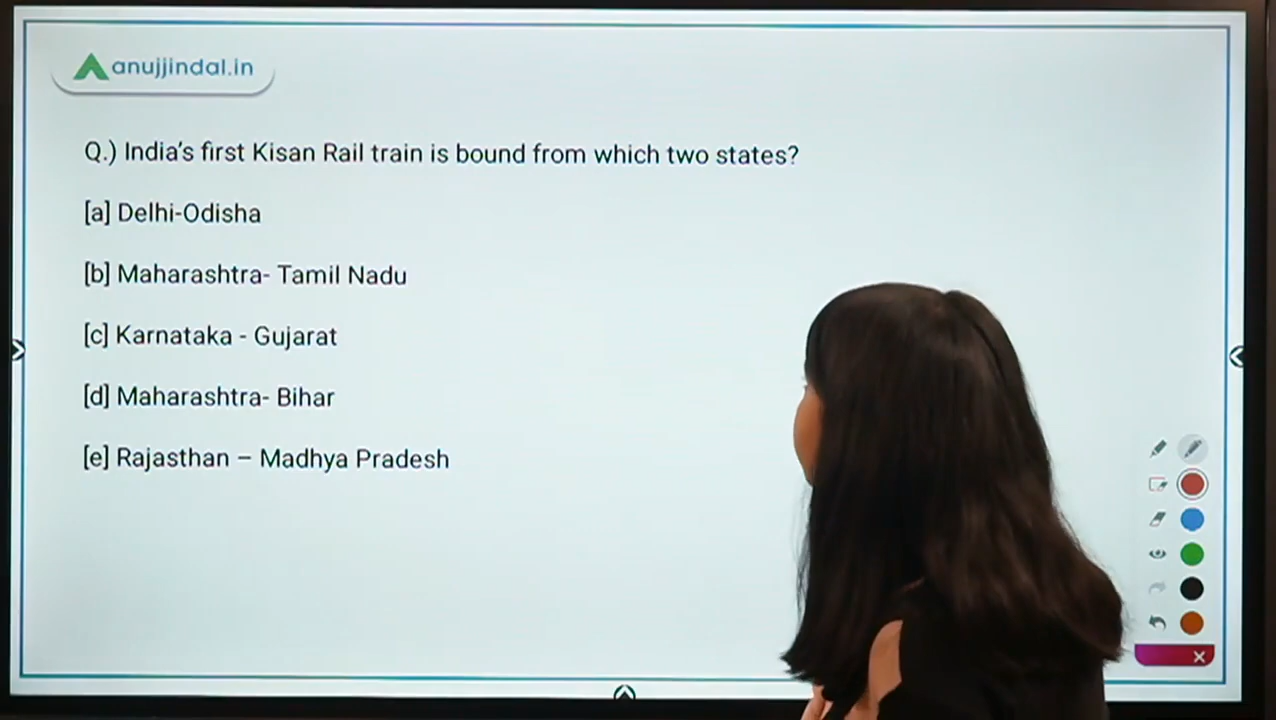 anujjindal.in
Q.) India's first Kisan Rail train is bound from which two states?
[a] Delhi-Odisha
[b] Maharashtra- Tamil Nadu
[c] Karnataka - Gujarat
[d] Maharashtra- Bihar
[e] Rajasthan – Madhya Pradesh